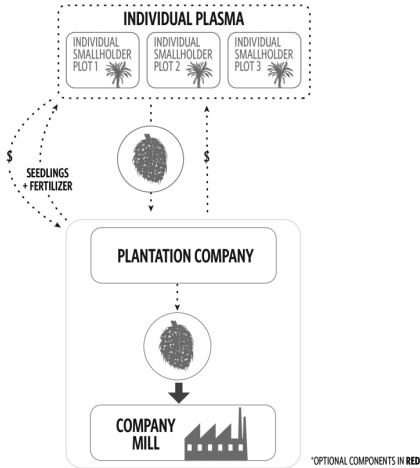 INDIVIDUAL PLASMA
INDIVIDUAL
SMALLHOLDER
PLOT 1
INDIVIDUAL
SMALLHOLDER
PLOT 2
INDIVIDUAL
SMALLHOLDER
PLOT 3
$
SEEDLINGS
+ FERTILIZER
$
PLANTATION COMPANY
COMPANY
MILL
*OPTIONAL COMPONENTS IN RED